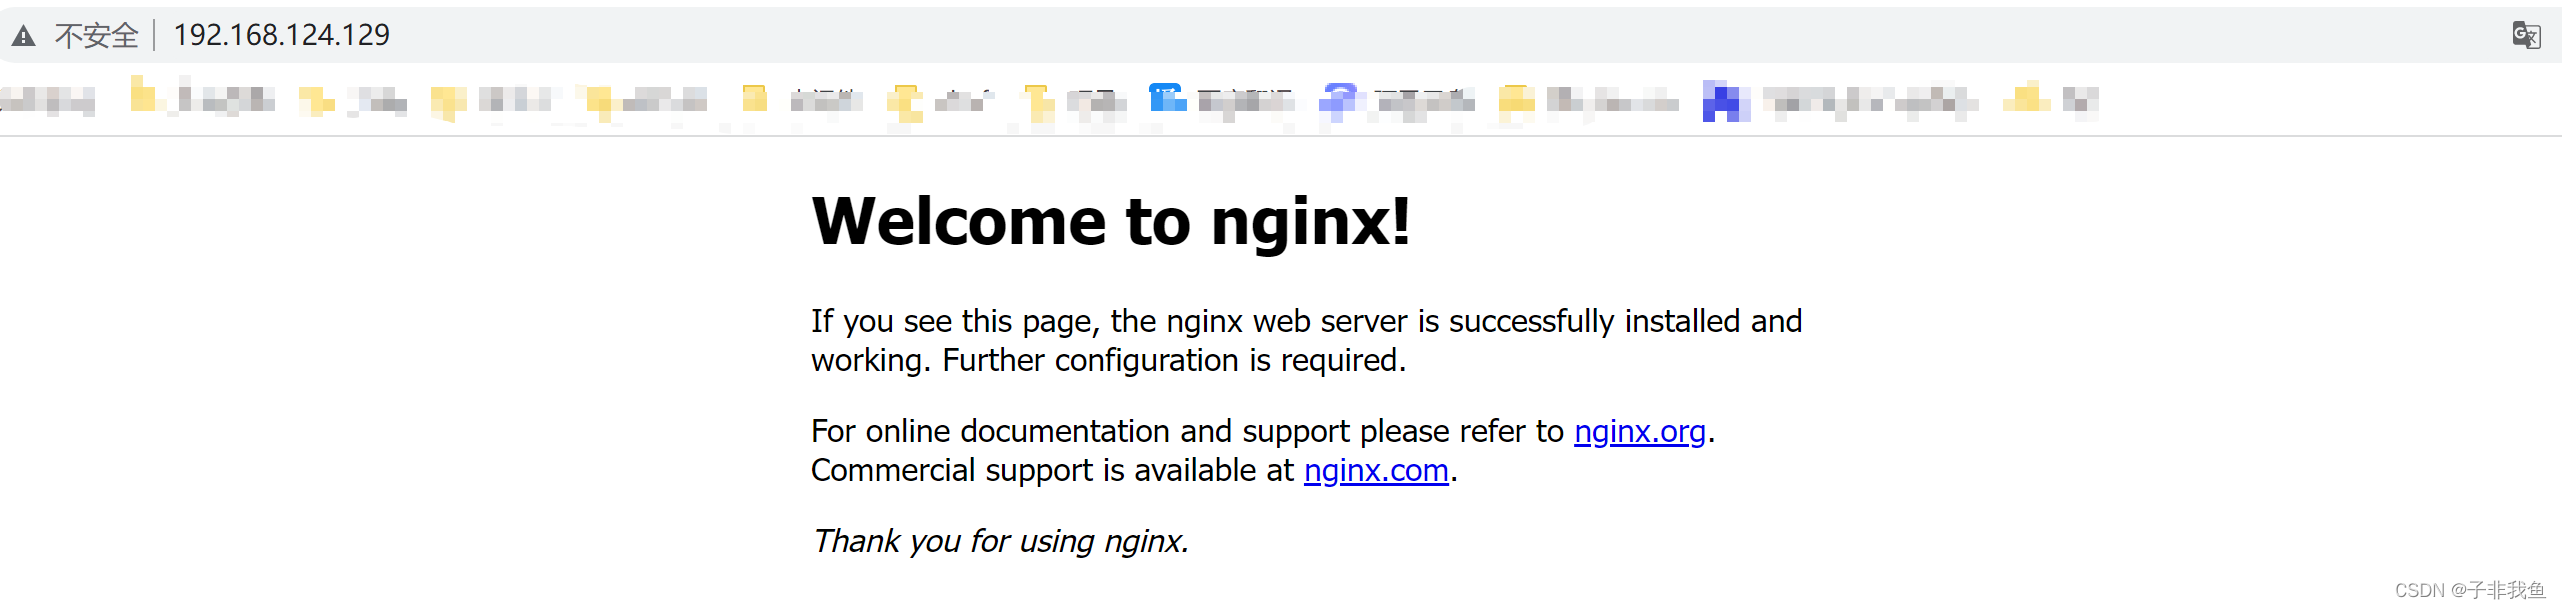 不安全 192.168.124.129
Welcome to nginx!
If you see this page, the nginx web server is successfully installed and
working. Further configuration is required.
For online documentation and support please refer to nginx.org.
Commercial support is available at nginx.com.
Thank you for using nginx.
CSDN @子非我鱼